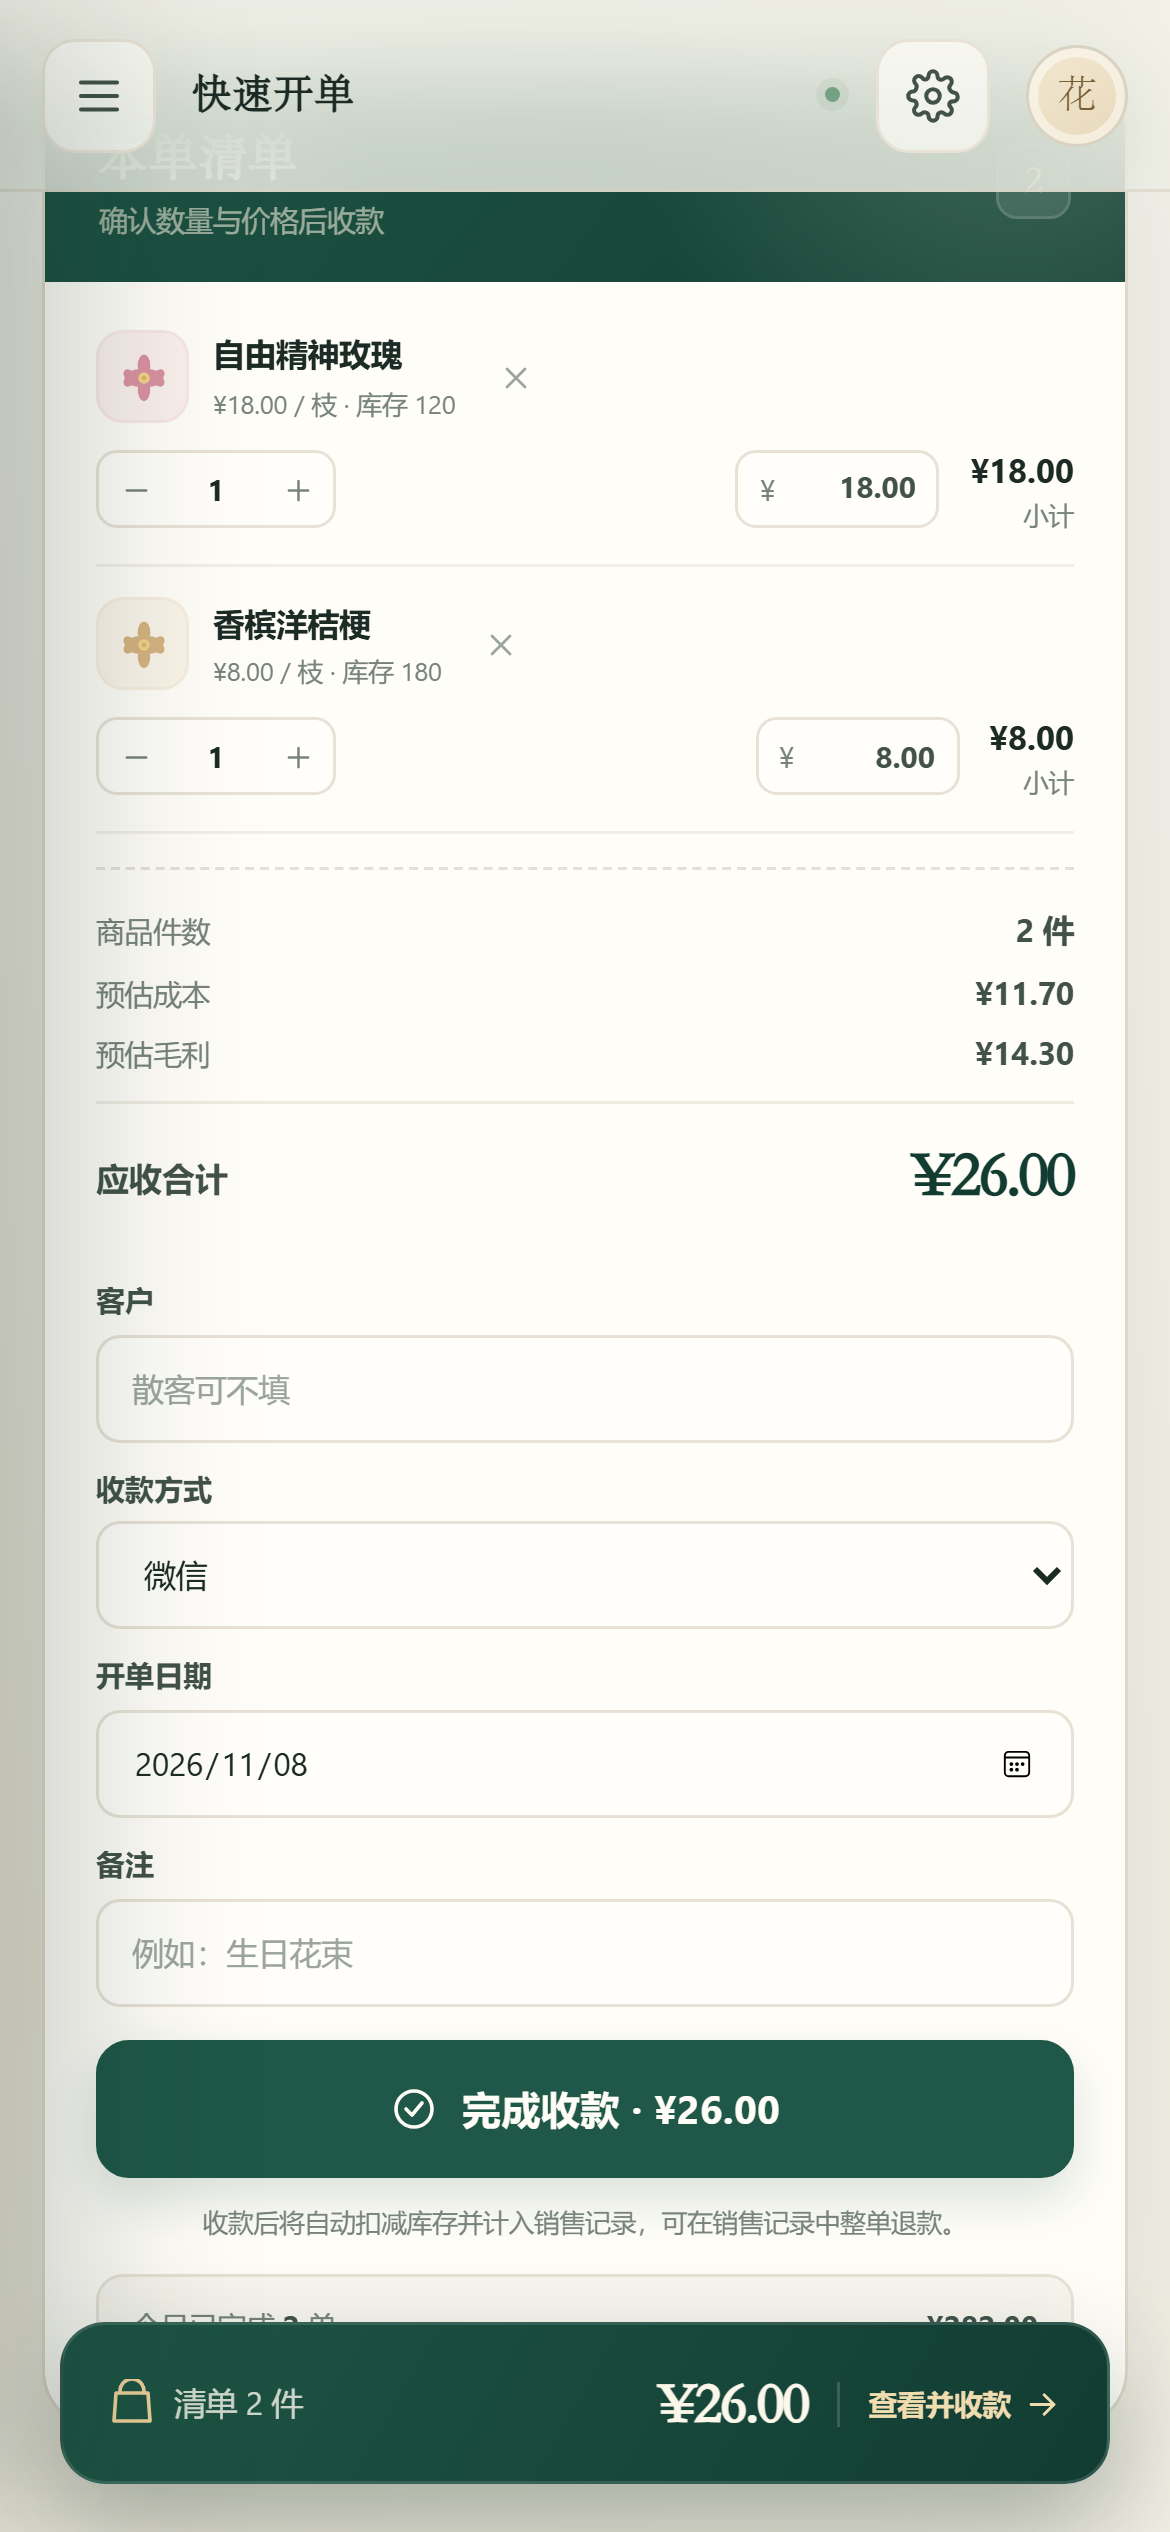 快速开单
花
本单清单
2
确认数量与价格后收款
自由精神玫瑰
¥18.00 / 枝 · 库存 120
1
¥ 18.00
¥18.00
小计
香槟洋桔梗
¥8.00 / 枝 · 库存 180
1
¥ 8.00
¥8.00
小计
商品件数 2 件
预估成本 ¥11.70
预估毛利 ¥14.30
应收合计 ¥26.00
客户
散客可不填
收款方式
微信
开单日期
2026/11/08
备注
例如：生日花束
完成收款 · ¥26.00
收款后将自动扣减库存并计入销售记录，可在销售记录中整单退款。
清单 2 件 ¥26.00 查看并收款